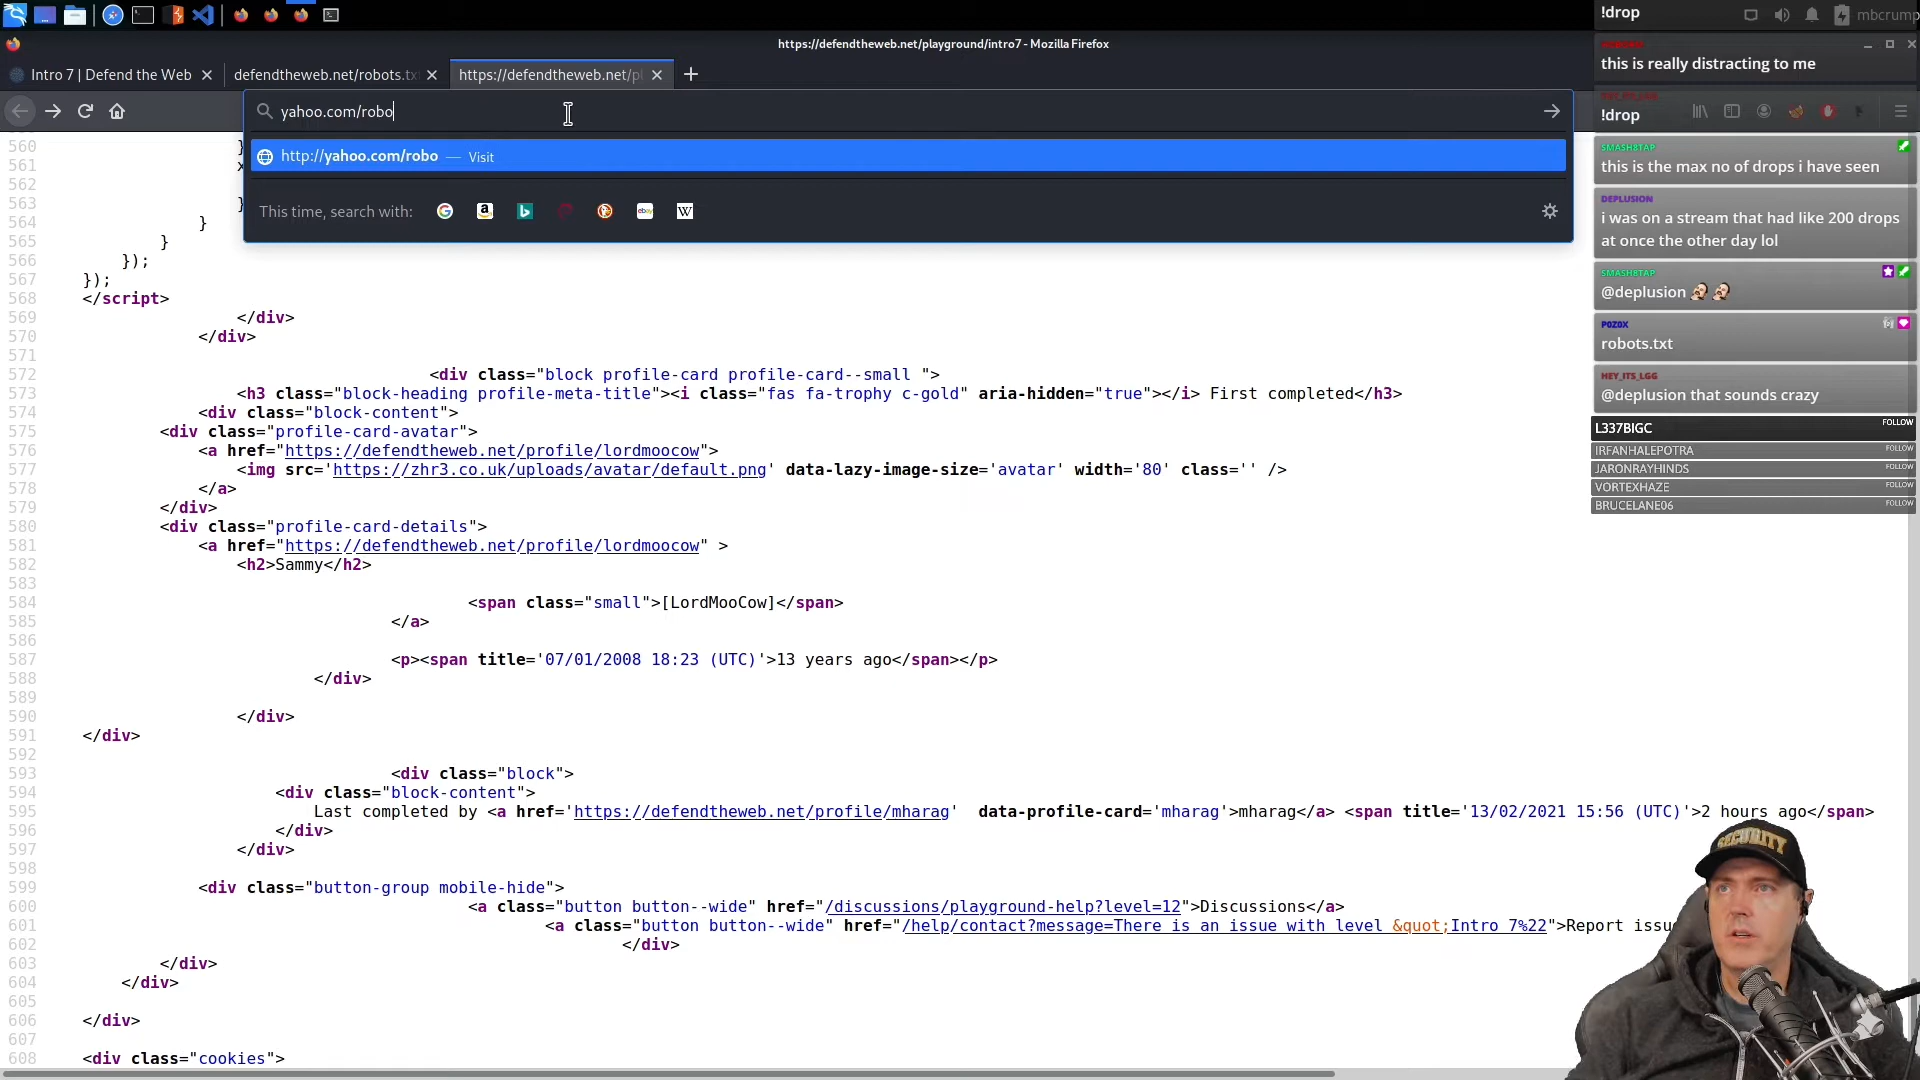 https://defendtheweb.net/playground/intro7 - Mozilla Firefox
Intro 7 | Defend the Web
defendtheweb.net/robots.tx
https://defendtheweb.net/pl
yahoo.com/robo
http://yahoo.com/robo — Visit
This time, search with:
560 }
561 x
562
563 }
564 }
565 }
566 });
567 });
568 </script>
569 </div>
570 </div>
571
572 <div class="block profile-card profile-card--small ">
573 <h3 class="block-heading profile-meta-title"><i class="fas fa-trophy c-gold" aria-hidden="true"></i> First completed</h3>
574 <div class="block-content">
575 <div class="profile-card-avatar">
576 <a href="https://defendtheweb.net/profile/lordmoocow">
577 <img src='https://zhr3.co.uk/uploads/avatar/default.png' data-lazy-image-size='avatar' width='80' class='' />
578 </a>
579 </div>
580 <div class="profile-card-details">
581 <a href="https://defendtheweb.net/profile/lordmoocow" >
582 <h2>Sammy</h2>
583
584 <span class="small">[LordMooCow]</span>
585 </a>
586
587 <p><span title='07/01/2008 18:23 (UTC)'>13 years ago</span></p>
588 </div>
589
590 </div>
591 </div>
592
593 <div class="block">
594 <div class="block-content">
595 Last completed by <a href='https://defendtheweb.net/profile/mharag' data-profile-card='mharag'>mharag</a> <span title='13/02/2021 15:56 (UTC)'>2 hours ago</span>
596 </div>
597 </div>
598
599 <div class="button-group mobile-hide">
600 <a class="button button--wide" href="/discussions/playground-help?level=12">Discussions</a>
601 <a class="button button--wide" href="/help/contact?message=There is an issue with level &quot;Intro 7%22">Report issu
602 </div>
603 </div>
604 </div>
605
606 </div>
607
608 <div class="cookies">
!drop
mbcrump
this is really distracting to me
HEY_ITS_LGG
!drop
SMASH8TAP
this is the max no of drops i have seen
DEPLUSION
i was on a stream that had like 200 drops
at once the other day lol
SMASH8TAP
@deplusion
P0Z0X
robots.txt
HEY_ITS_LGG
@deplusion that sounds crazy
L337BIGC FOLLOW
IRFANHALEPOTRA FOLLOW
JARONRAYHINDS FOLLOW
VORTEXHAZE FOLLOW
BRUCELANE06 FOLLOW
SECURITY